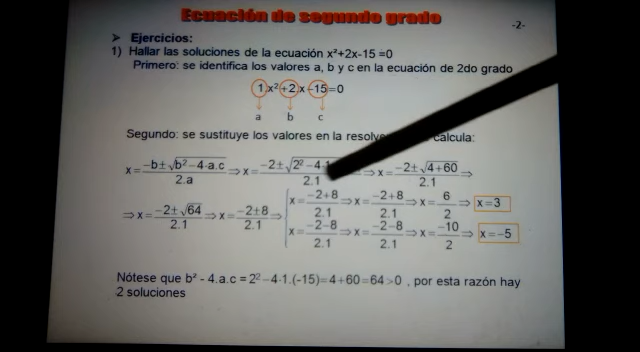 Ecuación de segundo grado
-2-
➤ Ejercicios:
1) Hallar las soluciones de la ecuación x²+2x-15 =0
Primero: se identifica los valores a, b y c en la ecuación de 2do grado
1x²+2x-15=0
a b c
Segundo: se sustituye los valores en la calcula:
x = (-b±√(b²-4.a.c))/(2.a) ⇒ x = (-2±√(2²-4.1))/(2.1) ⇒ x = (-2±√(4+60))/(2.1) ⇒
⇒ x = (-2±√64)/(2.1) ⇒ x = (-2±8)/(2.1)
x = (-2+8)/(2.1) ⇒ x = (-2+8)/(2.1) ⇒ x = 6/2 ⇒ x=3
x = (-2-8)/(2.1) ⇒ x = (-2-8)/(2.1) ⇒ x = -10/2 ⇒ x=-5
Nótese que b² - 4.a.c = 2² - 4.1.(-15)=4+60=64>0 , por esta razón hay
2 soluciones